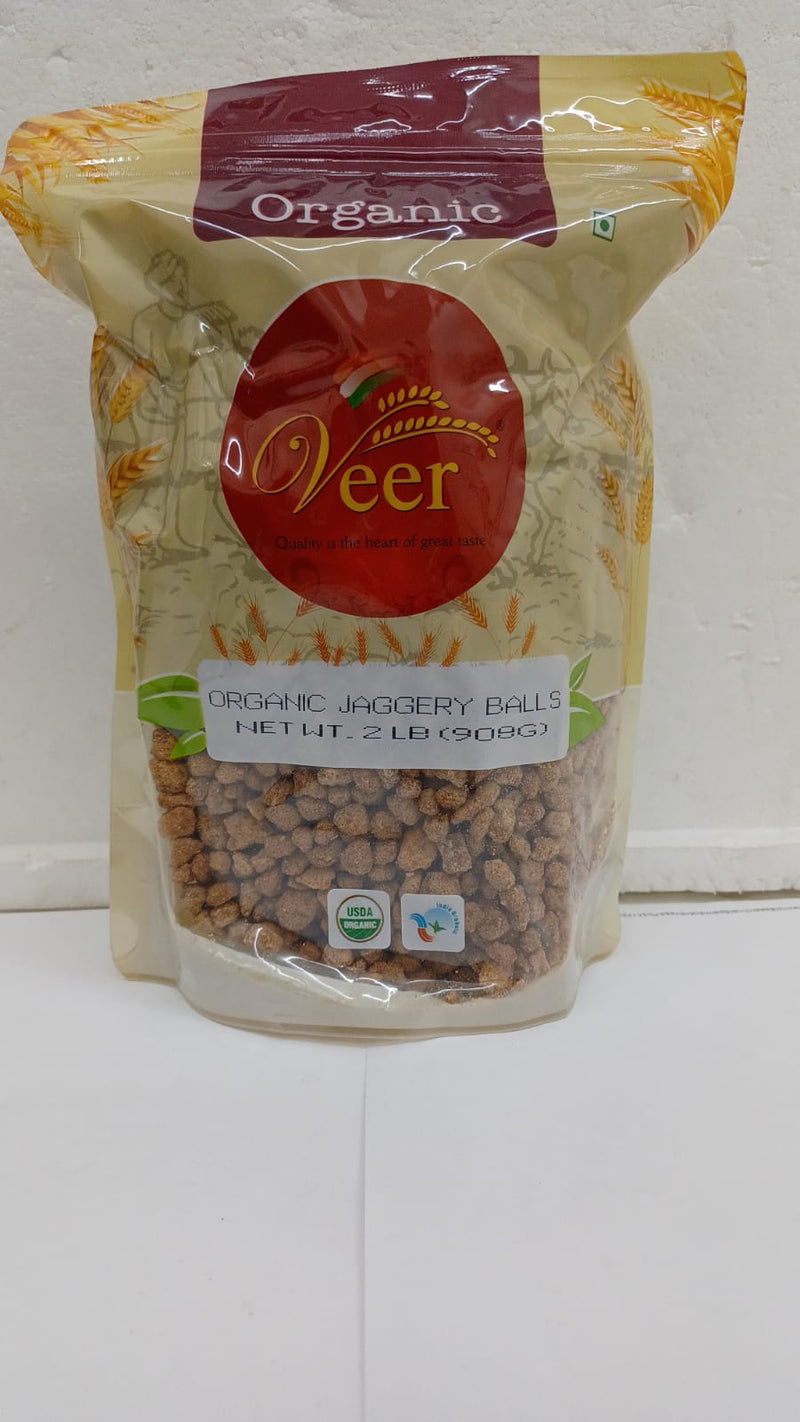 Organic
Veer
Quality is the heart of great taste
ORGANIC JAGGERY BALLS
NET WT. 2 LB (908G)
USDA
ORGANIC